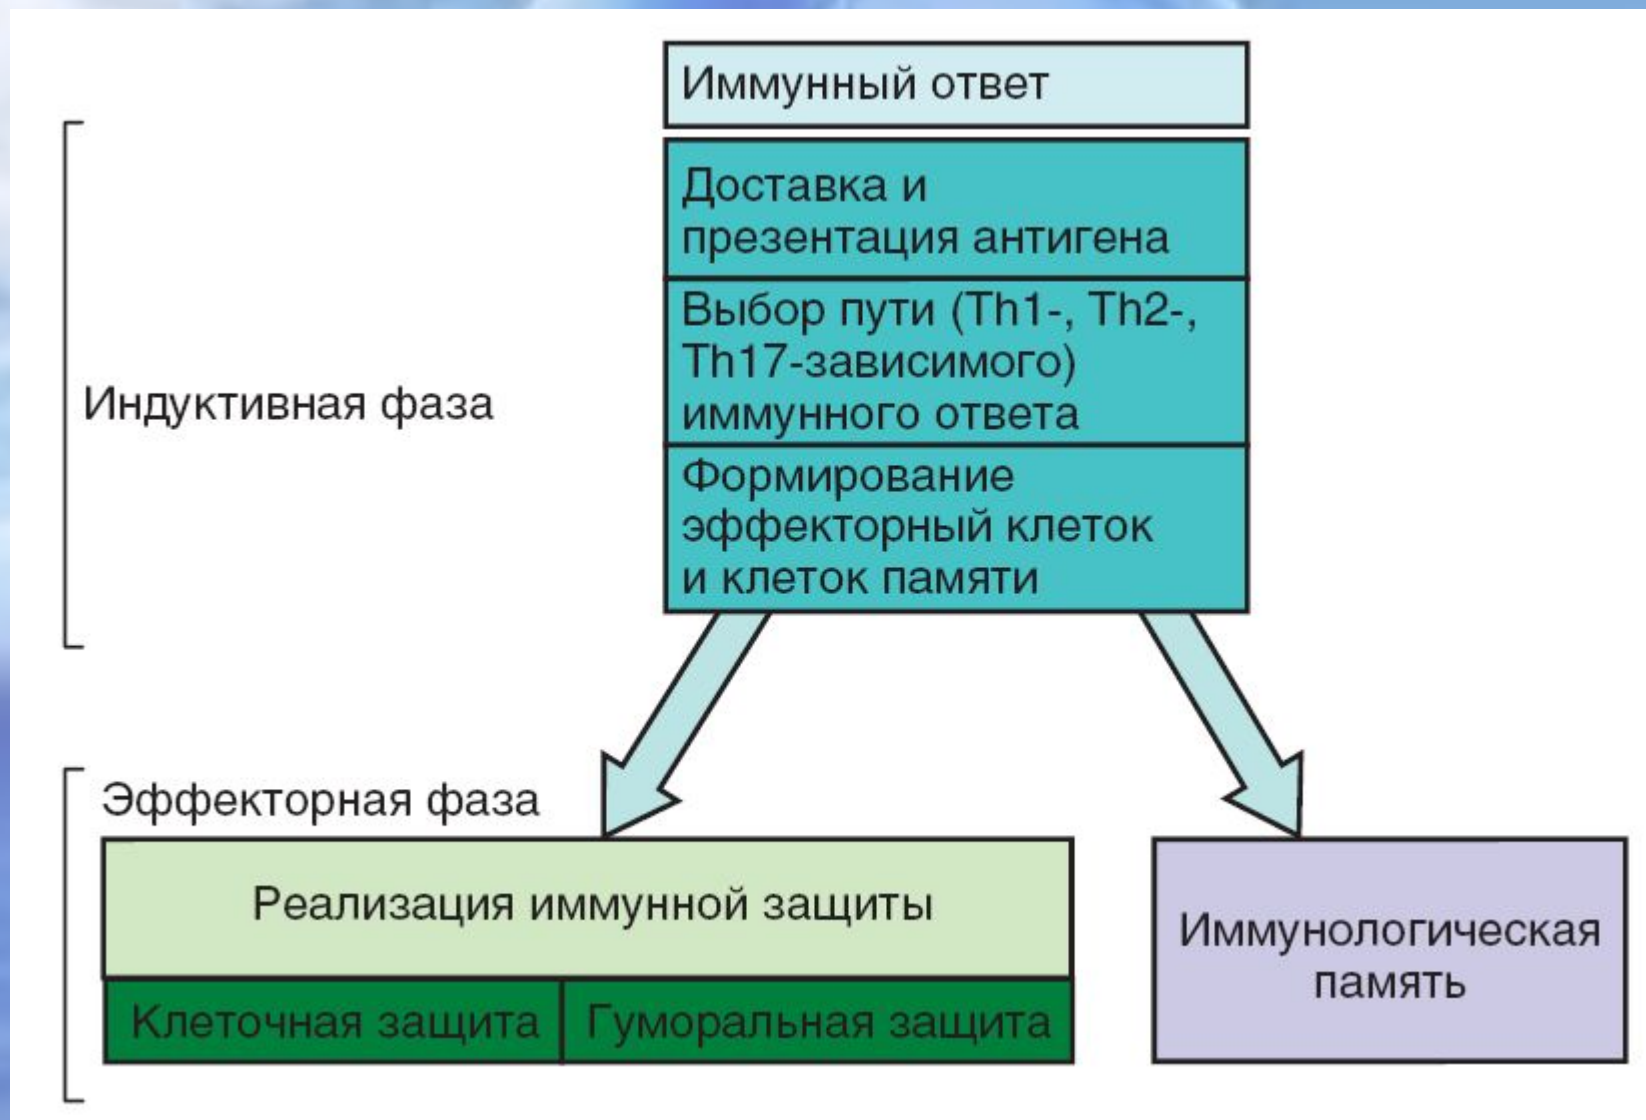 Иммунный ответ
Доставка и
презентация антигена
Выбор пути (Th1-, Th2-,
Th17-зависимого)
иммунного ответа
Индуктивная фаза
Формирование
эффекторный клеток
и клеток памяти
Эффекторная фаза
Реализация иммунной защиты
Клеточная защита
Гуморальная защита
Иммунологическая
память